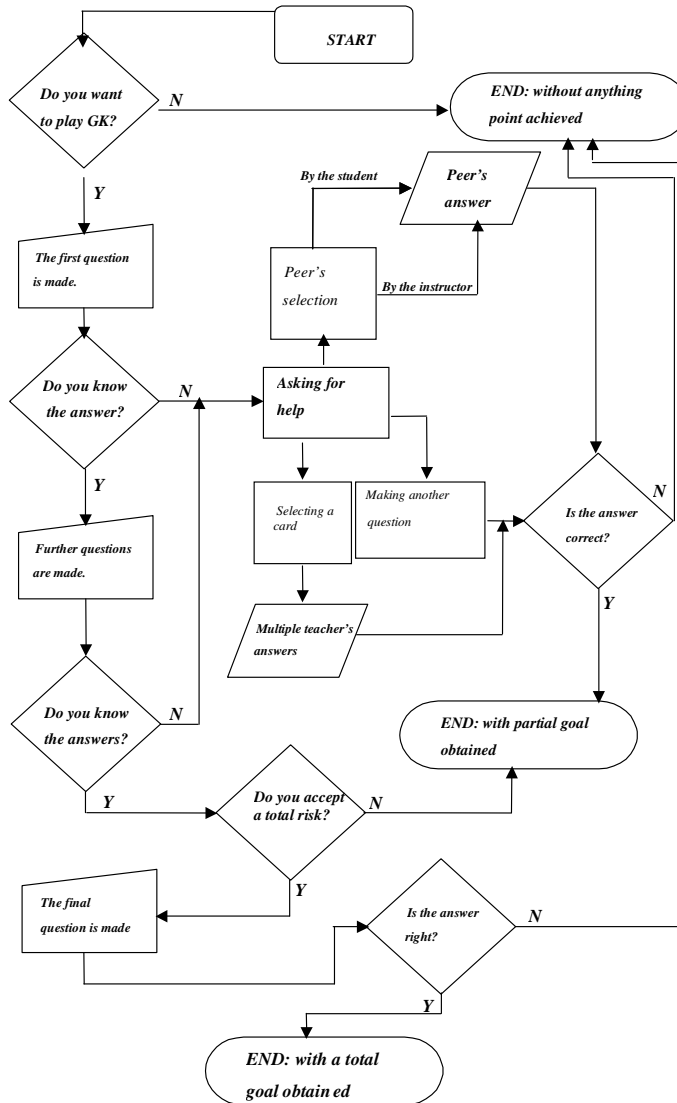 START
Do you want
to play GK?
N
END: without anything
point achieved
Y
By the student
Peer's
answer
The first question
is made.
Peer's
selection
By the instructor
Do you know
the answer?
N
Asking for
help
Y
Selecting a
card
Making another
question
Is the answer
correct?
N
Further questions
are made.
Y
Multiple teacher's
answers
Do you know
the answers?
N
END: with partial goal
obtained
Y
Do you accept
a total risk?
N
Y
The final
question is made
Is the answer
right?
N
Y
END: with a total
goal obtain ed